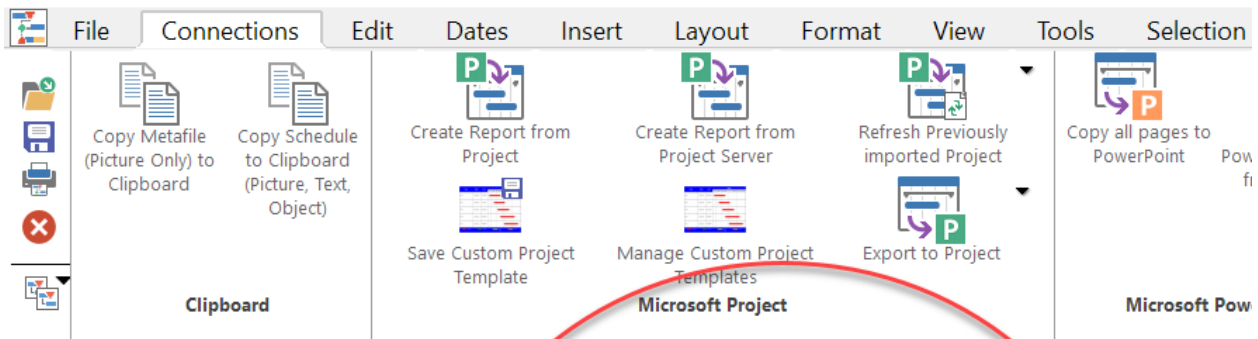 File Connections Edit Dates Insert Layout Format View Tools Selection
Copy Metafile
(Picture Only) to
Clipboard
Copy Schedule
to Clipboard
(Picture, Text,
Object)
Clipboard
P
Create Report from
Project
P
Create Report from
Project Server
P
Refresh Previously
imported Project
Save Custom Project
Template
Manage Custom Project
Templates
P
Export to Project
Microsoft Project
P
Copy all pages to
PowerPoint
Microsoft